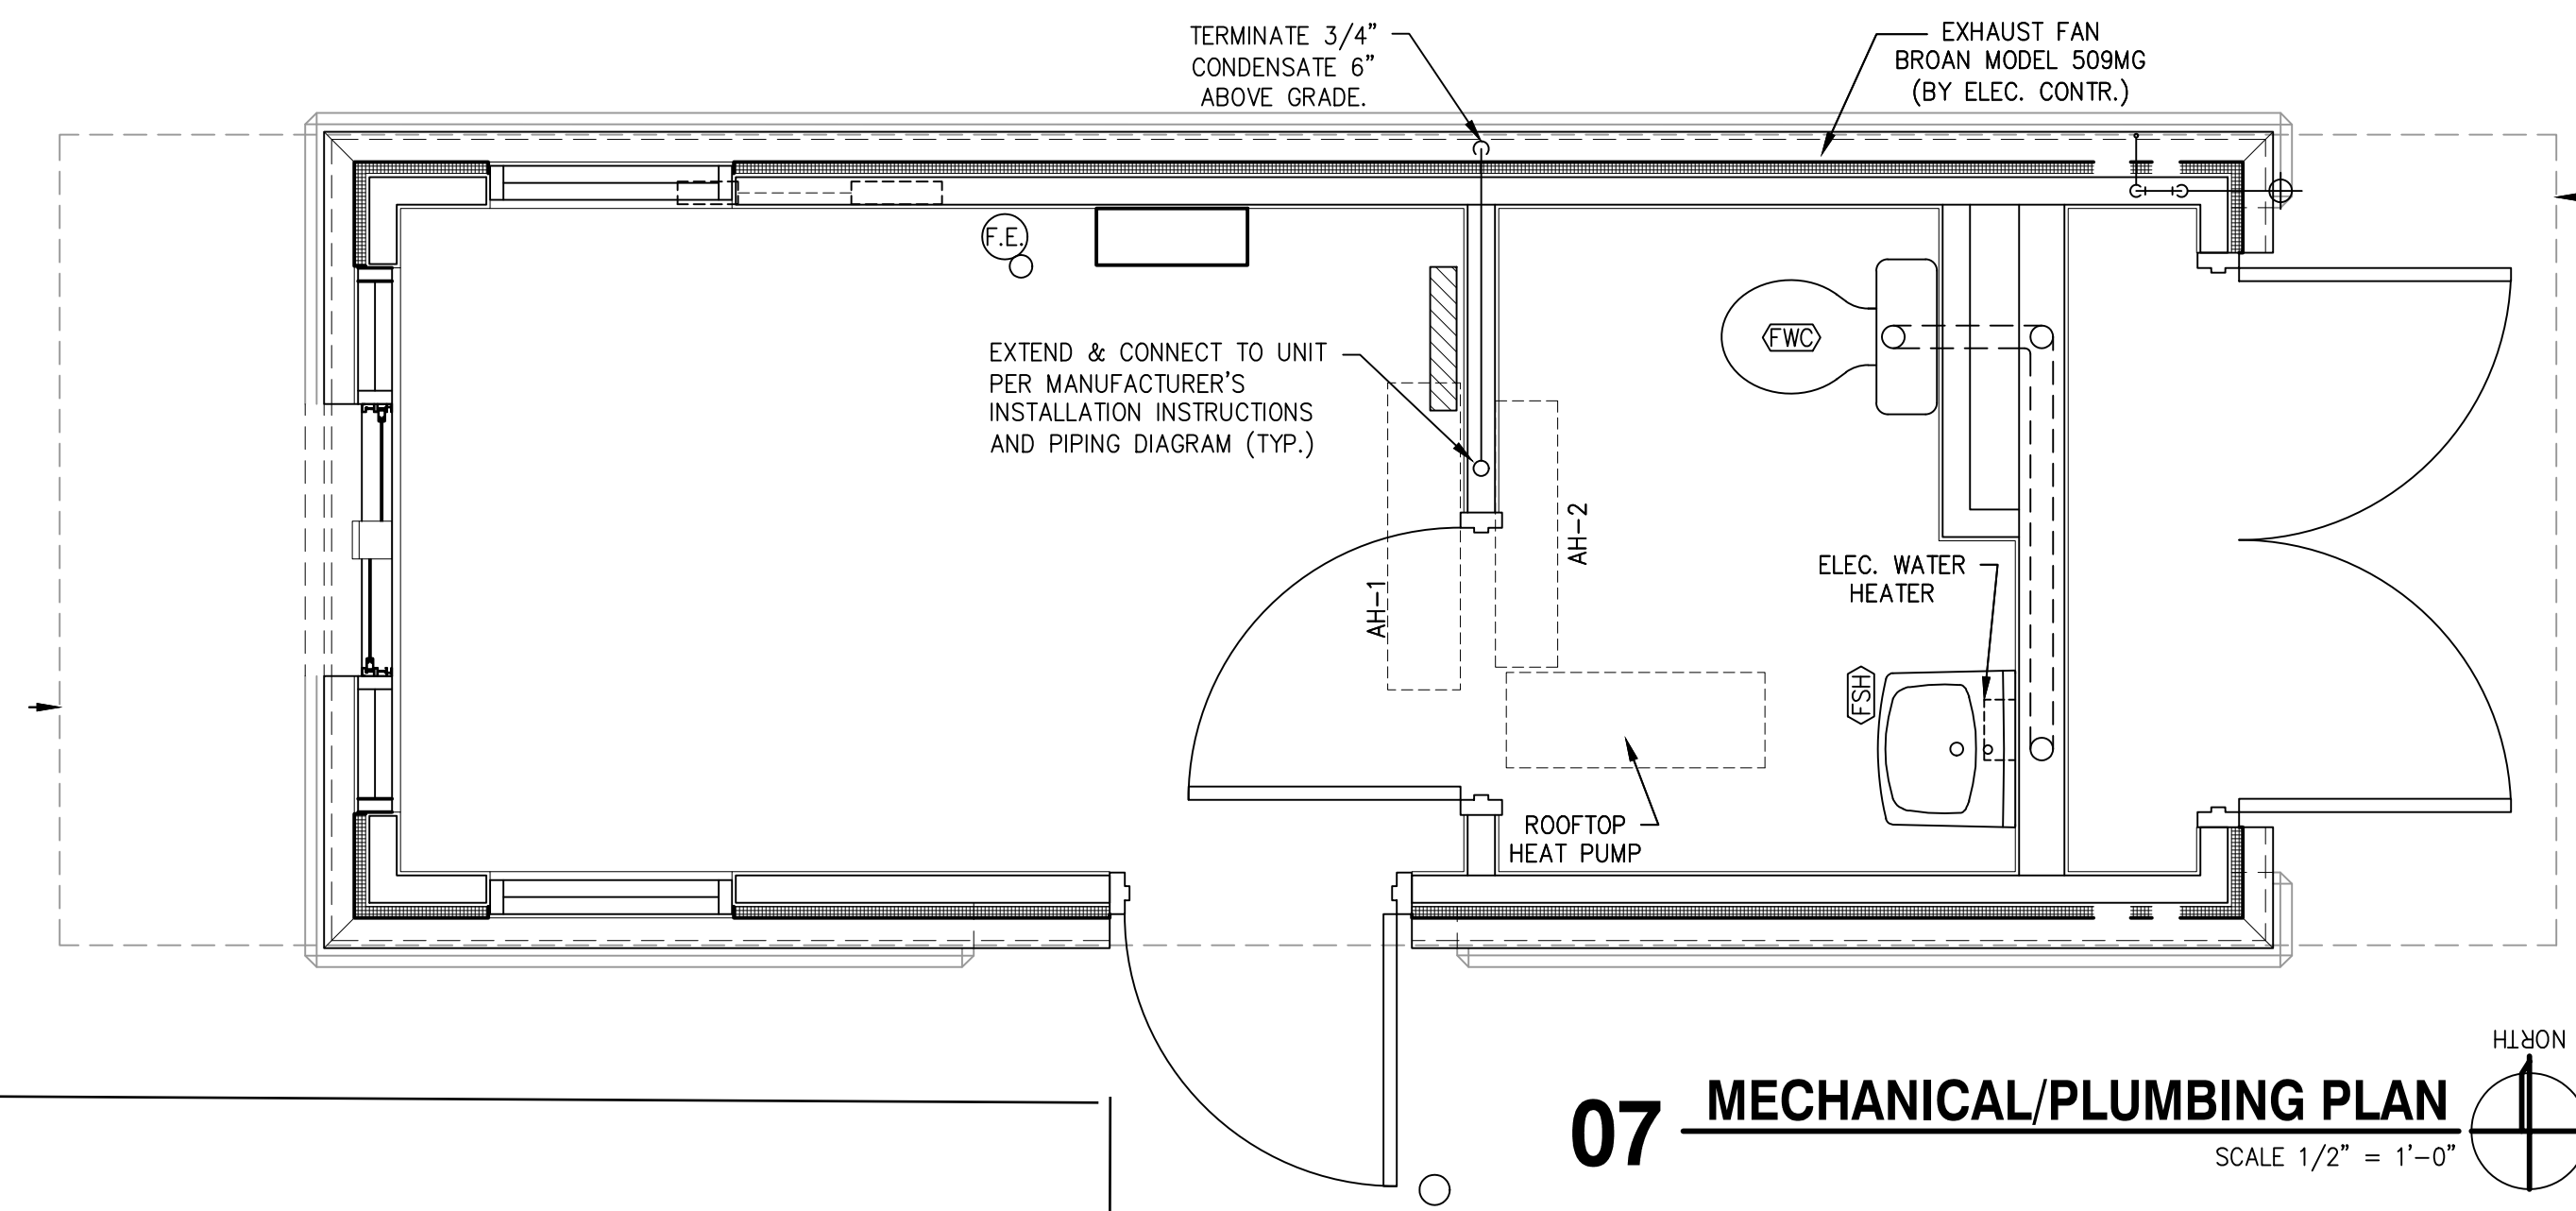 TERMINATE 3/4"
CONDENSATE 6"
ABOVE GRADE.
EXHAUST FAN
BROAN MODEL 509MG
(BY ELEC. CONTR.)
F.E.
EXTEND & CONNECT TO UNIT
PER MANUFACTURER'S
INSTALLATION INSTRUCTIONS
AND PIPING DIAGRAM (TYP.)
FWC
AH-1
AH-2
ELEC. WATER
HEATER
FSH
ROOFTOP
HEAT PUMP
07 MECHANICAL/PLUMBING PLAN
SCALE 1/2" = 1'-0"
NORTH